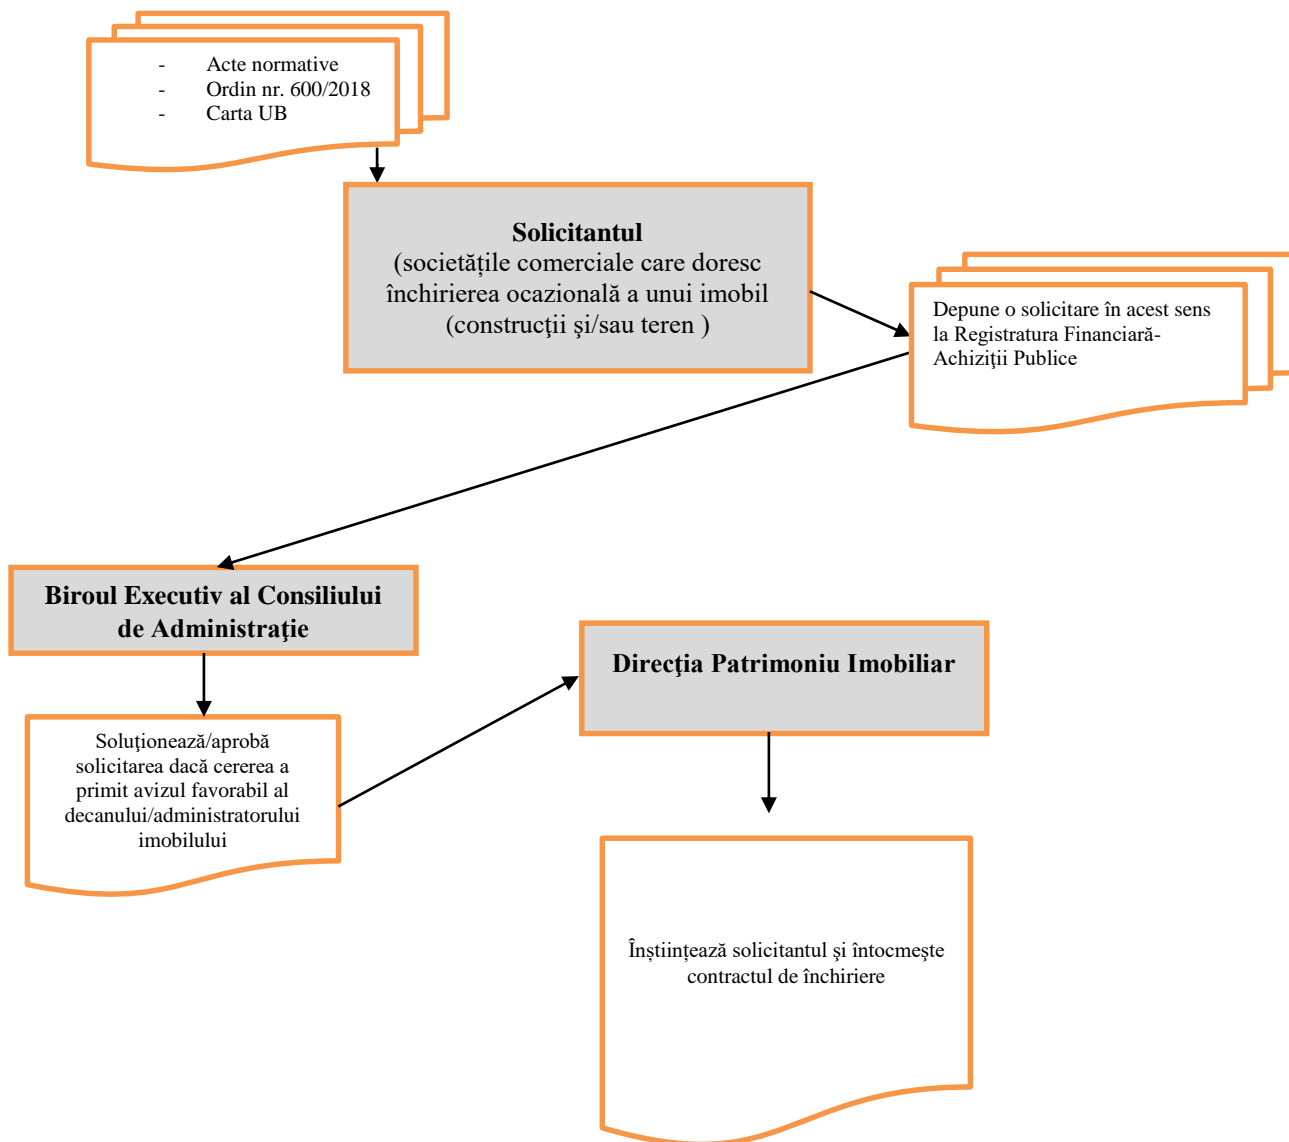 - Acte normative
- Ordin nr. 600/2018
- Carta UB
Solicitantul
(societățile comerciale care doresc
închirierea ocazională a unui imobil
(construcţii şi/sau teren )
Depune o solicitare în acest sens
la Registratura Financiară-
Achiziţii Publice
Biroul Executiv al Consiliului
de Administraţie
Direcţia Patrimoniu Imobiliar
Soluţionează/aprobă
solicitarea dacă cererea a
primit avizul favorabil al
decanului/administratorului
imobilului
Înștiințează solicitantul şi întocmeşte
contractul de închiriere